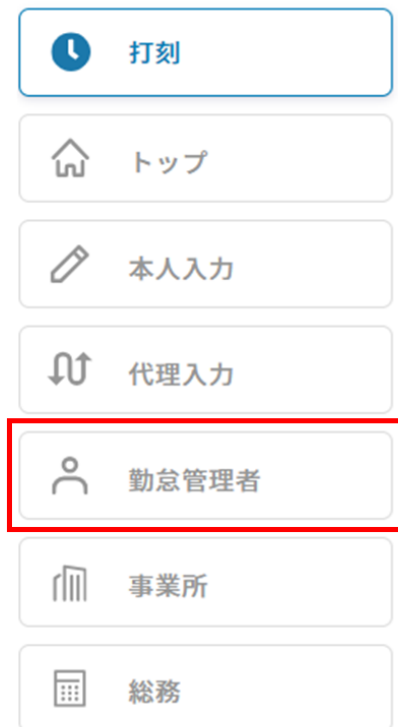 打刻
トップ
本人入力
代理入力
勤怠管理者
事業所
総務